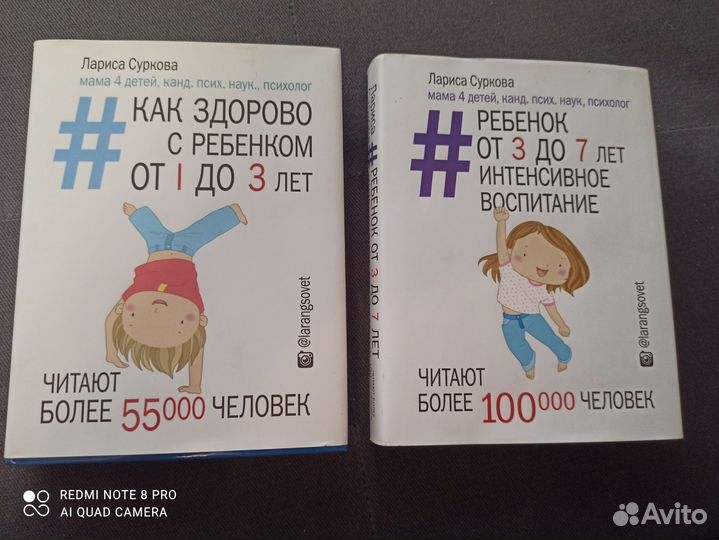 Лариса Суркова
мама 4 детей, канд. псих. наук., психолог
# КАК ЗДОРОВО
С РЕБЕНКОМ
ОТ 1 ДО 3 ЛЕТ
@larangsovet
ЧИТАЮТ
БОЛЕЕ 55000 ЧЕЛОВЕК
Лариса
# РЕБЕНОК ОТ 3 ДО 7 ЛЕТ
Лариса Суркова
мама 4 детей, канд. псих. наук, психолог
# РЕБЕНОК
ОТ 3 ДО 7 ЛЕТ
ИНТЕНСИВНОЕ
ВОСПИТАНИЕ
@larangsovet
ЧИТАЮТ
БОЛЕЕ 100000 ЧЕЛОВЕК
REDMI NOTE 8 PRO
AI QUAD CAMERA
Avito